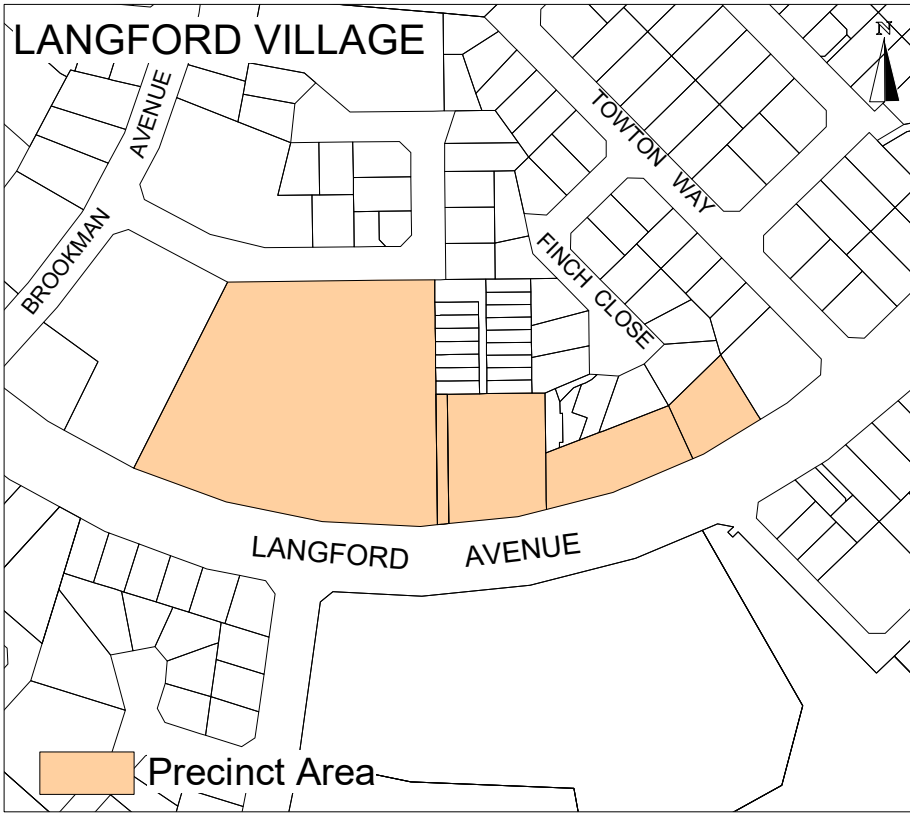 LANGFORD VILLAGE
N
BROOKMAN AVENUE
TOWTON WAY
FINCH CLOSE
LANGFORD AVENUE
Precinct Area